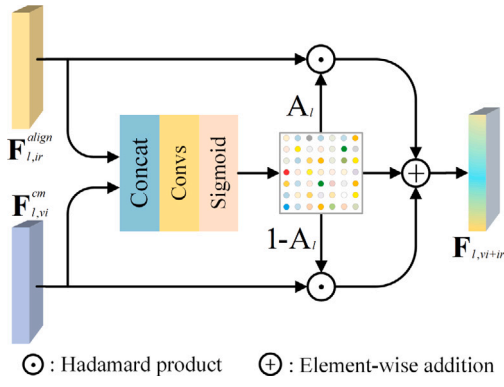 F_{l,ir}^{align}
F_{l,vi}^{cm}
Concat
Convs
Sigmoid
A_l
1-A_l
F_{l,vi+ir}
⊙ : Hadamard product ⊕ : Element-wise addition